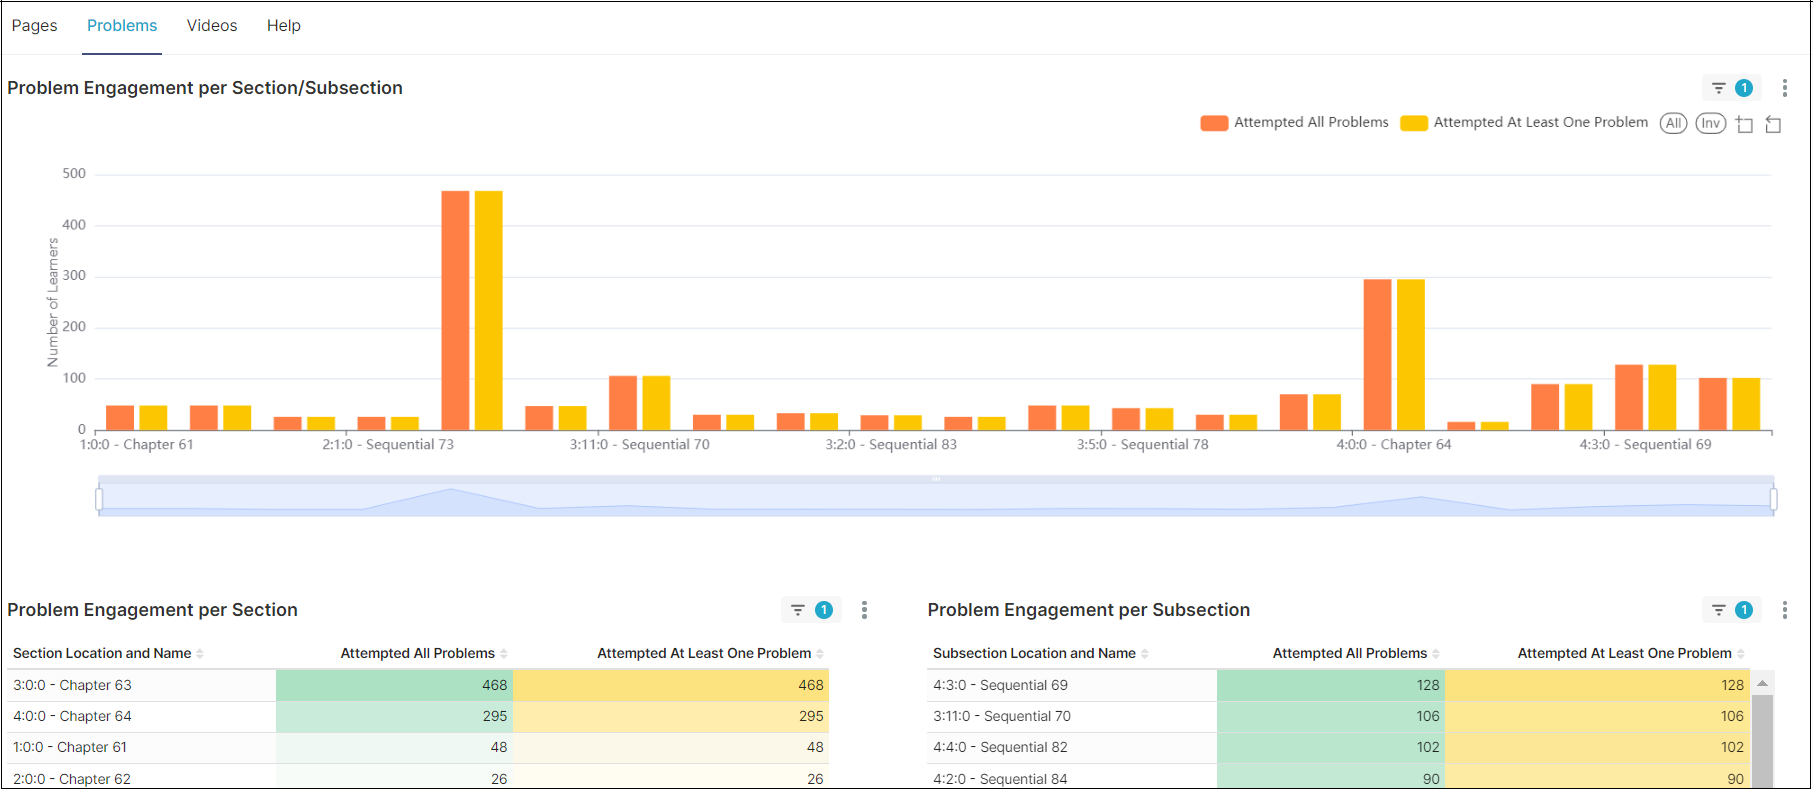 Pages Problems Videos Help
Problem Engagement per Section/Subsection 1
Attempted All Problems Attempted At Least One Problem All Inv
Number of Learners
500
400
300
200
100
0
1:0:0 - Chapter 61 2:1:0 - Sequential 73 3:11:0 - Sequential 70 3:2:0 - Sequential 83 3:5:0 - Sequential 78 4:0:0 - Chapter 64 4:3:0 - Sequential 69
Problem Engagement per Section 1
Section Location and Name Attempted All Problems Attempted At Least One Problem
3:0:0 - Chapter 63 468 468
4:0:0 - Chapter 64 295 295
1:0:0 - Chapter 61 48 48
2:0:0 - Chapter 62 26 26
Problem Engagement per Subsection 1
Subsection Location and Name Attempted All Problems Attempted At Least One Problem
4:3:0 - Sequential 69 128 128
3:11:0 - Sequential 70 106 106
4:4:0 - Sequential 82 102 102
4:2:0 - Sequential 84 90 90